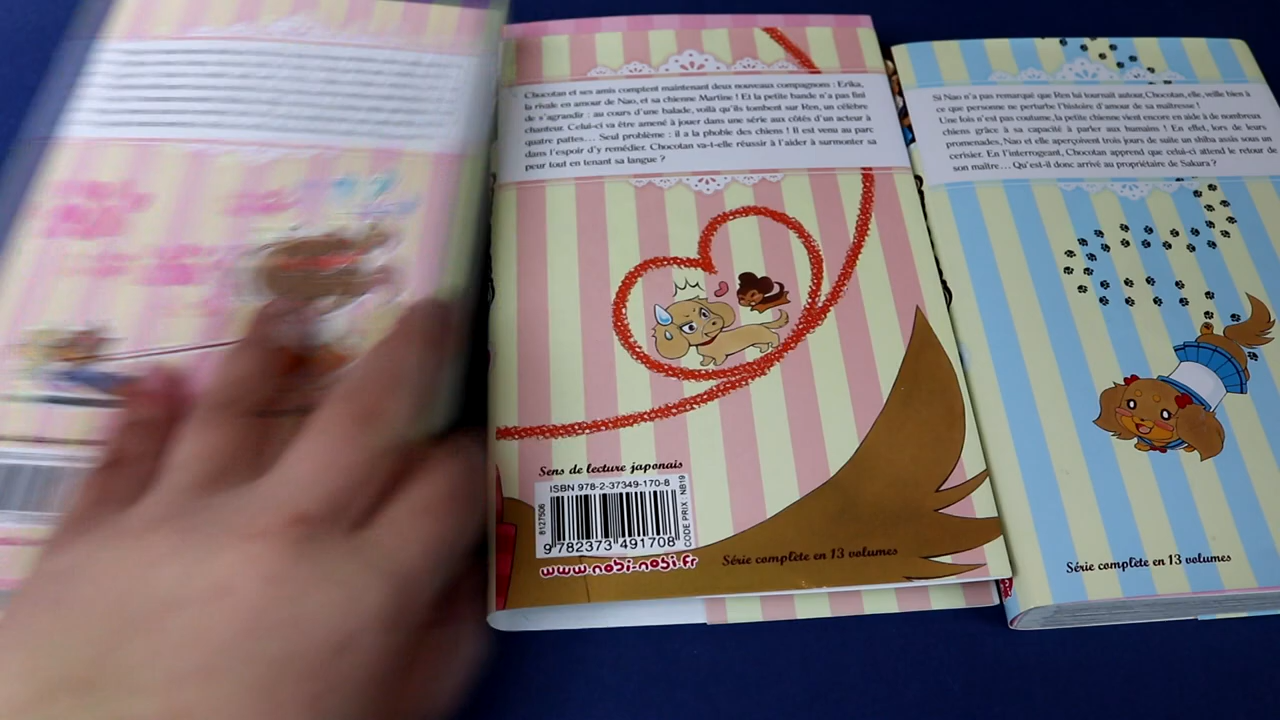 Chocotan et ses amis comptent maintenant deux nouveaux compagnons : Erika,
la rivale en amour de Nao, et sa chienne Martine ! Et la petite bande n'a pas fini
de s'agrandir : au cours d'une balade, voilà qu'ils tombent sur Ren, un célèbre
chanteur. Celui-ci va être amené à jouer dans une série aux côtés d'un acteur à
quatre pattes... Seul problème : il a la phobie des chiens ! Il est venu au parc
dans l'espoir d'y remédier. Chocotan va-t-elle réussir à l'aider à surmonter sa
peur tout en tenant sa langue ?
Sens de lecture japonais
ISBN 978-2-37349-170-8
8127506
CODE PRIX : NB19
9 782373 491708
www.nobi-nobi.fr
Série complète en 13 volumes
Si Nao n'a pas remarqué que Ren lui tournait autour, Chocotan, elle, veille bien à
ce que personne ne perturbe l'histoire d'amour de sa maîtresse !
Une fois n'est pas coutume, la petite chienne vient encore en aide à de nombreux
chiens grâce à sa capacité à parler aux humains ! En effet, lors de leurs
promenades, Nao et elle aperçoivent trois jours de suite un shiba assis sous un
cerisier. En l'interrogeant, Chocotan apprend que celui-ci attend le retour de
son maître... Qu'est-il donc arrivé au propriétaire de Sakura ?
Série complète en 13 volumes